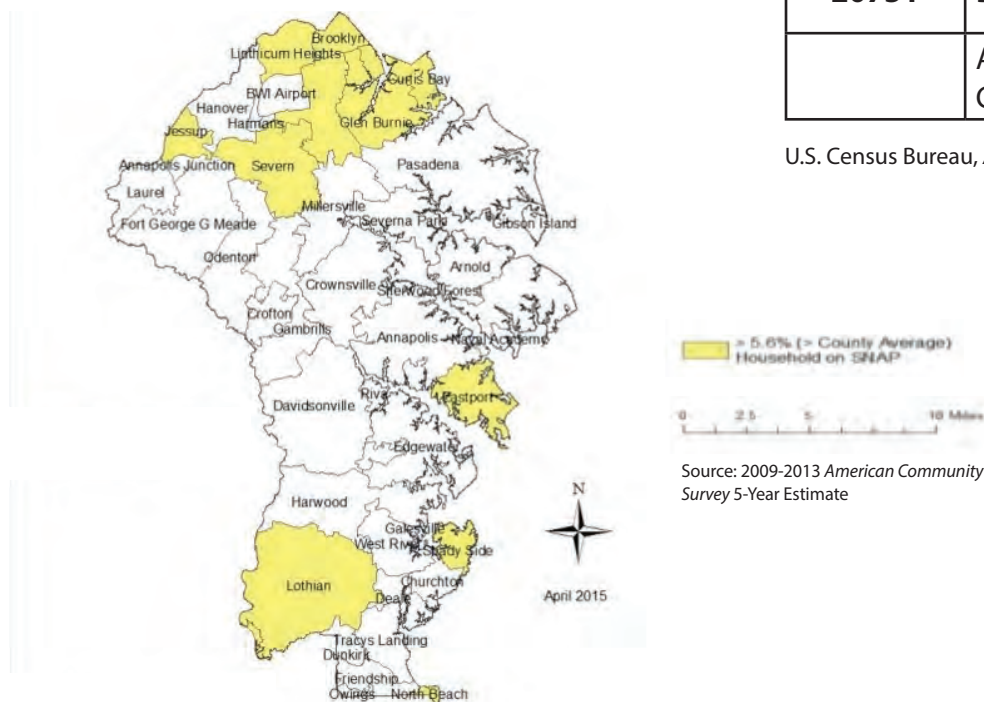 Brooklyn
Linthicum Heights
Curtis Bay
BWI Airport
Hanover
Harmans
Glen Burnie
Jessup
Annapolis Junction
Severn
Pasadena
Laurel
Millersville
Fort George G Meade
Severna Park
Gibson Island
Odenton
Arnold
Crownsville
Sherwood Forest
Crofton
Gambrills
Annapolis
Naval Academy
Riva
Eastport
Davidsonville
Edgewater
Harwood
Galesville
West River
Shady Side
Lothian
Churchton
Deale
Tracys Landing
Dunkirk
Friendship
Owings
North Beach
N
April 2015
U.S. Census Bureau,
> 5.6% (> County Average)
Household on SNAP
0 2.5 5 10 Miles
Source: 2009-2013 American Community
Survey 5-Year Estimate